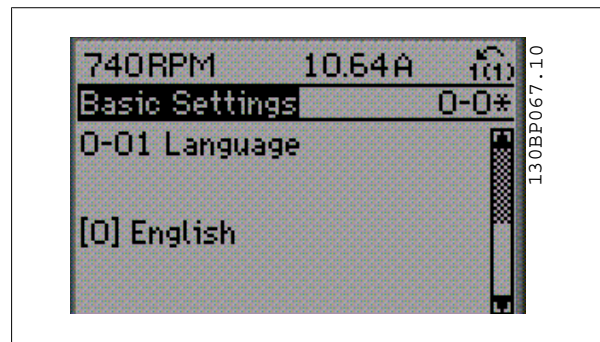 740RPM 10.64A 1(1)
Basic Settings 0-0*
0-01 Language
[0] English
130BP067.10